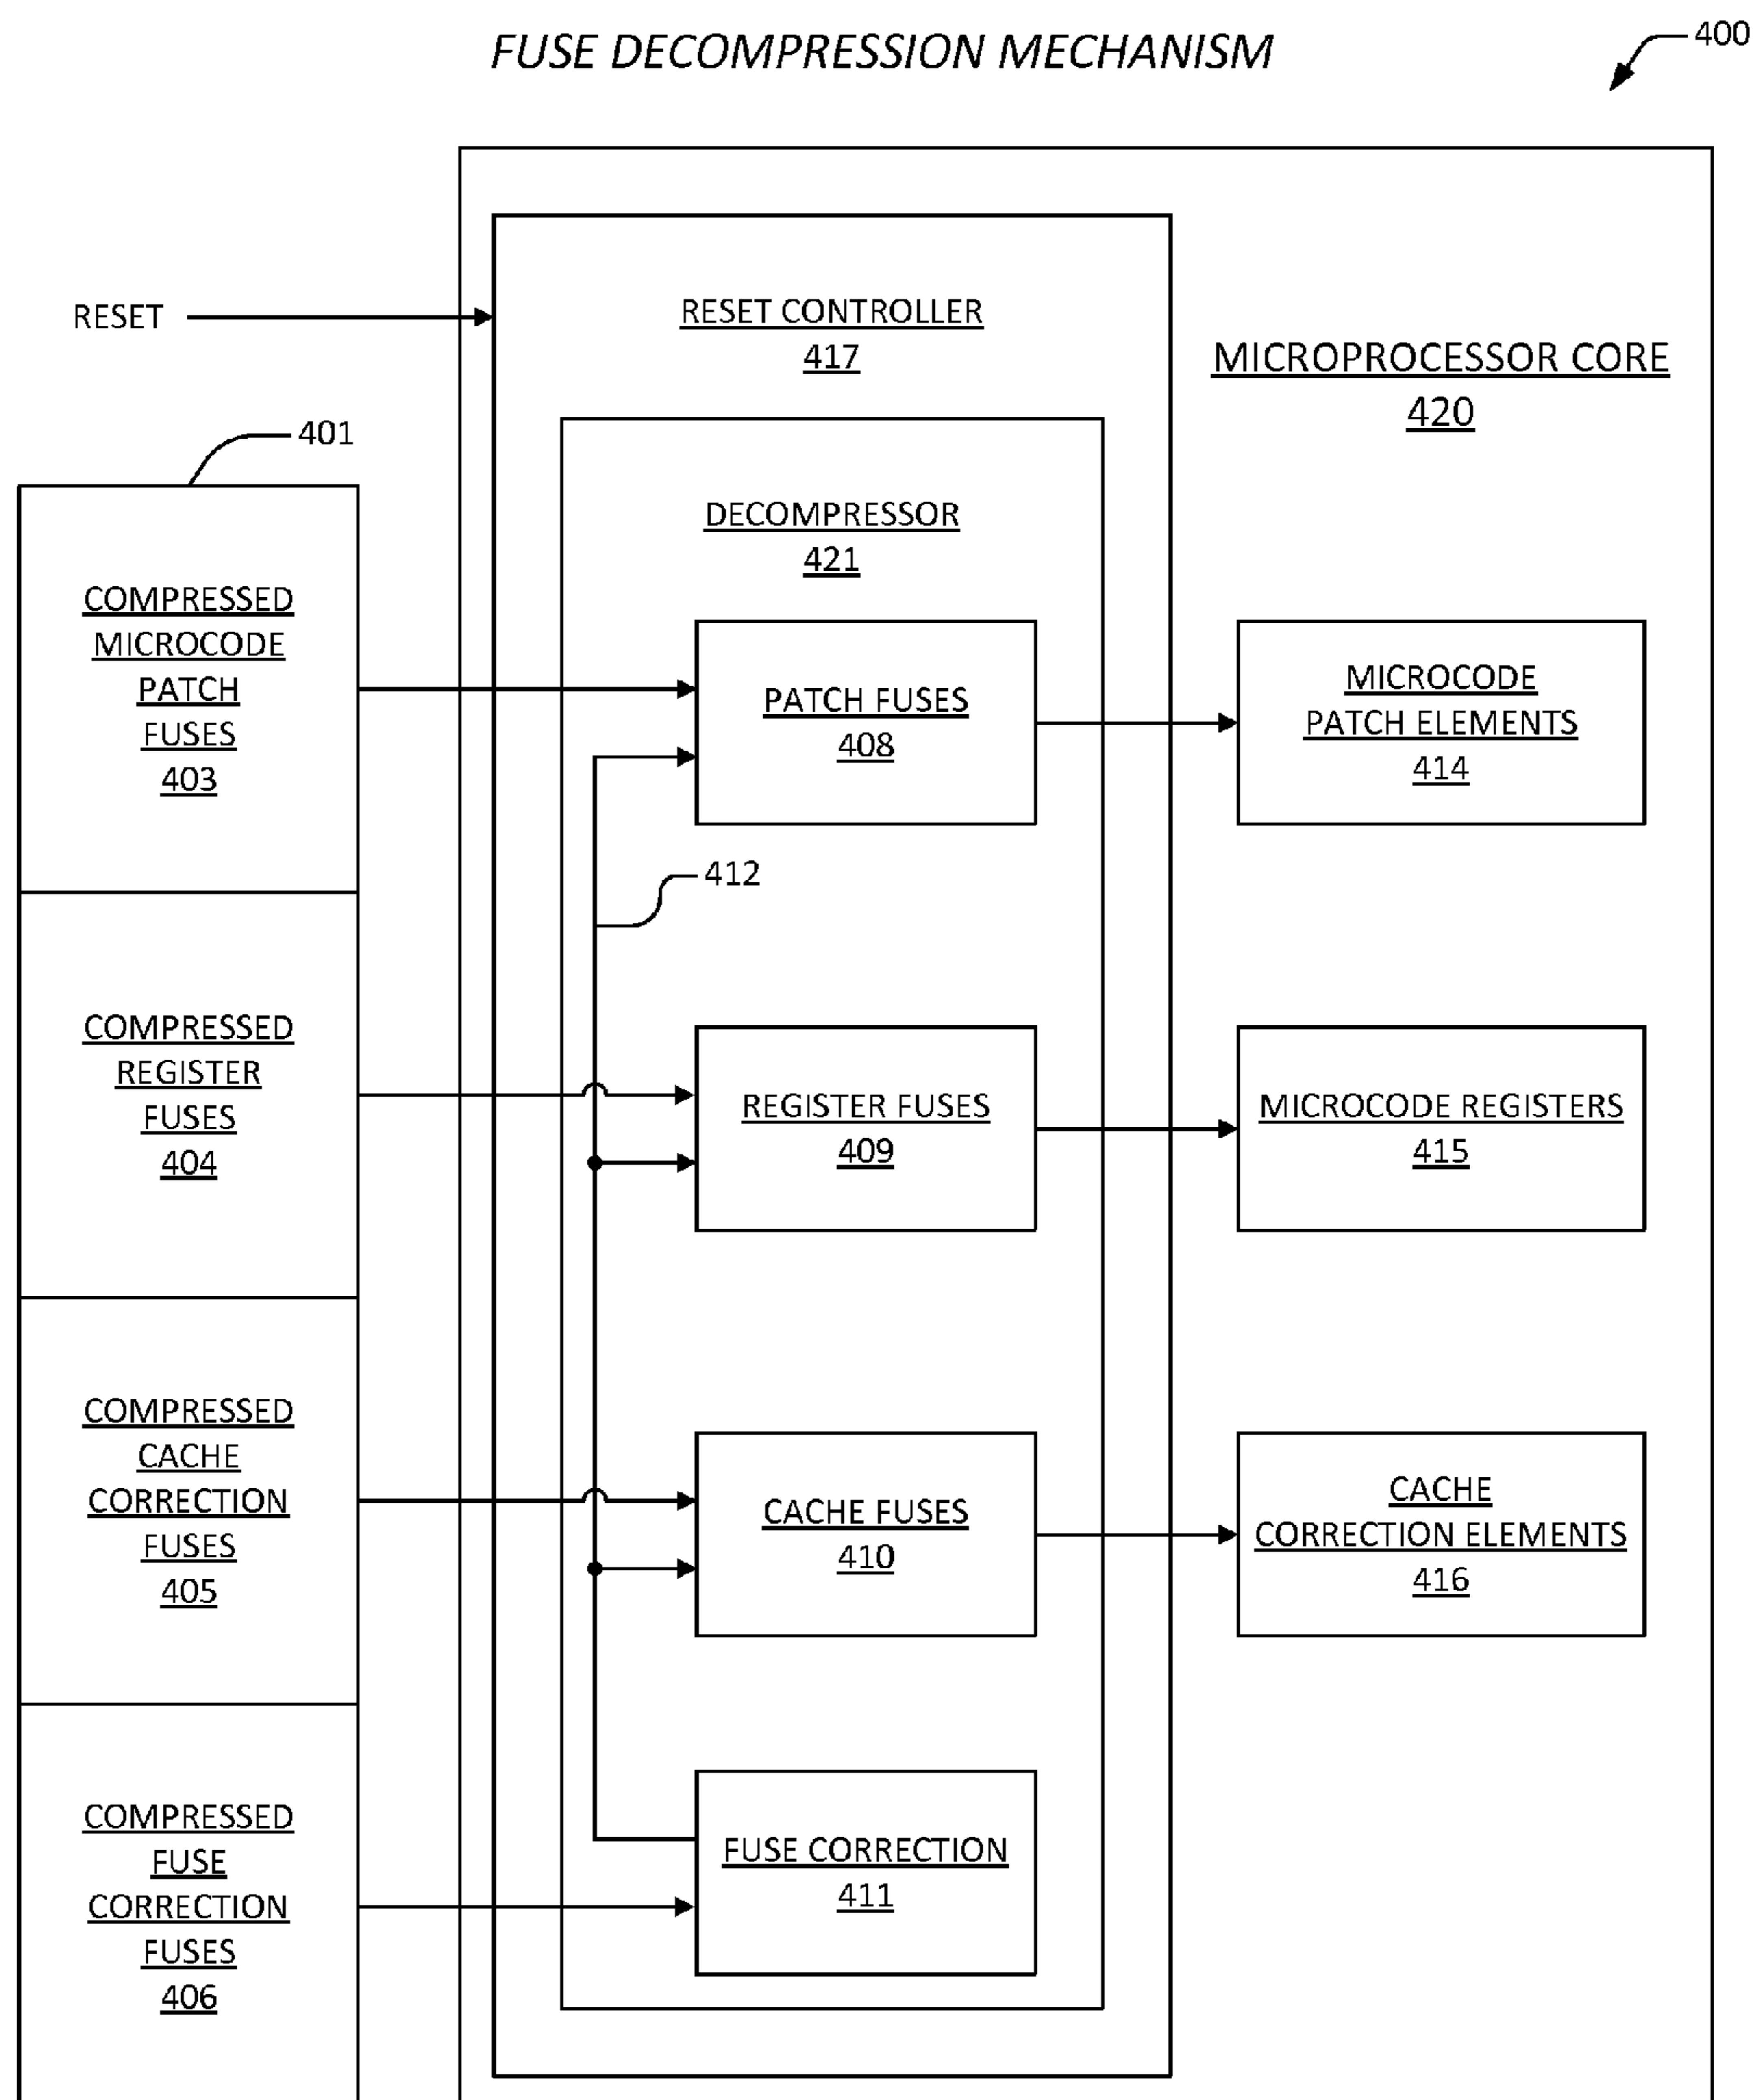 FUSE DECOMPRESSION MECHANISM
400
RESET
RESET CONTROLLER
417
MICROPROCESSOR CORE
420
401
DECOMPRESSOR
421
COMPRESSED
MICROCODE
PATCH
FUSES
403
PATCH FUSES
408
MICROCODE
PATCH ELEMENTS
414
412
COMPRESSED
REGISTER
FUSES
404
REGISTER FUSES
409
MICROCODE REGISTERS
415
COMPRESSED
CACHE
CORRECTION
FUSES
405
CACHE FUSES
410
CACHE
CORRECTION ELEMENTS
416
COMPRESSED
FUSE
CORRECTION
FUSES
406
FUSE CORRECTION
411